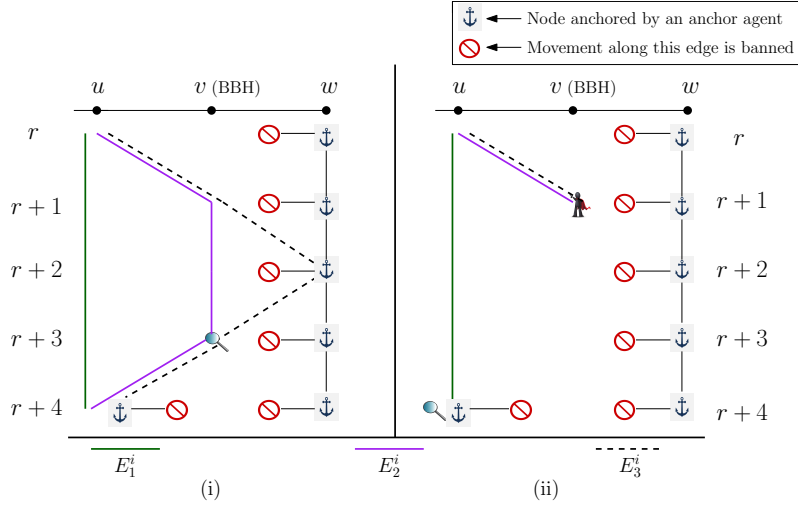 Node anchored by an anchor agent
Movement along this edge is banned
u v (BBH) w
u v (BBH) w
r
r + 1
r + 2
r + 3
r + 4
r
r + 1
r + 2
r + 3
r + 4
E_1^i E_2^i E_3^i
(i) (ii)